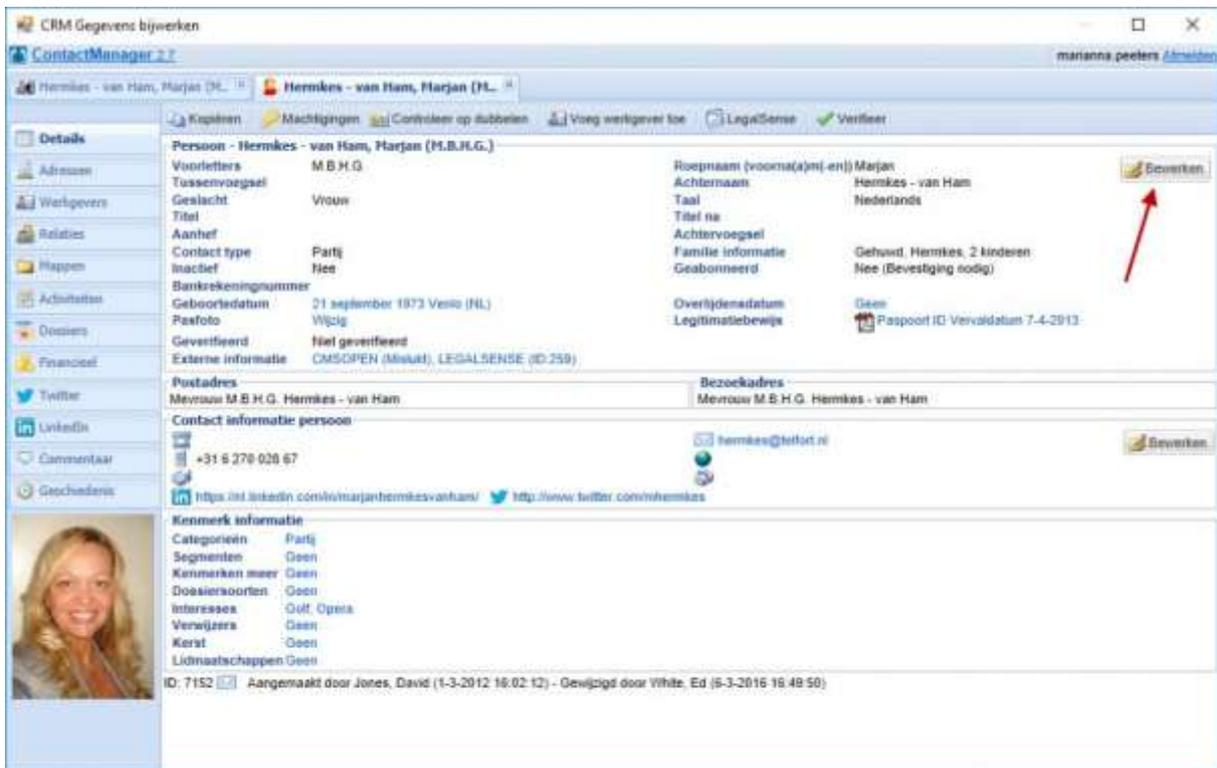 CRM Gegevens bijwerken
ContactManager 2.7 marianna.peeters Afmelden
Hermkes - van Ham, Marjan (M... Hermkes - van Ham, Marjan (M...
Kopiëren Machtigingen Controleer op dubbelen Voeg werkgever toe LegalSense Verifieer
Details
Adressen
Werkgevers
Relaties
Mappen
Activiteiten
Dossiers
Financieel
Twitter
LinkedIn
Commentaar
Geschiedenis
Persoon - Hermkes - van Ham, Marjan (M.B.H.G.)
Voorletters M.B.H.G. Roepnaam (voorna(a)m(-en)) Marjan Bewerken
Tussenvoegsel Achternaam Hermkes - van Ham
Geslacht Vrouw Taal Nederlands
Titel Titel na
Aanhef Achtervoegsel
Contact type Partij Familie informatie Gehuwd, Hermkes, 2 kinderen
Inactief Nee Geabonneerd Nee (Bevestiging nodig)
Bankrekeningnummer
Geboortedatum 21 september 1973 Venlo (NL) Overlijdensdatum Geen
Pasfoto Wijzig Legitimatiebewijs Paspoort ID Vervaldatum 7-4-2913
Geverifieerd Niet geverifieerd
Externe informatie CMSOPEN (Mislukt), LEGALSENSE (ID:259)
Postadres Bezoekadres
Mevrouw M.B.H.G. Hermkes - van Ham Mevrouw M.B.H.G. Hermkes - van Ham
Contact informatie persoon
hermkes@telfort.nl Bewerken
+31 6 270 028 67
https://nl.linkedin.com/in/marjanhermkesvanham/ http://www.twitter.com/mhermkes
Kenmerk informatie
Categorieën Partij
Segmenten Geen
Kenmerken meer Geen
Dossiersoorten Geen
Interesses Golf, Opera
Verwijzers Geen
Kerst Geen
Lidmaatschappen Geen
ID: 7152 Aangemaakt door Jones, David (1-3-2012 16:02:12) - Gewijzigd door White, Ed (6-3-2016 16:49:50)